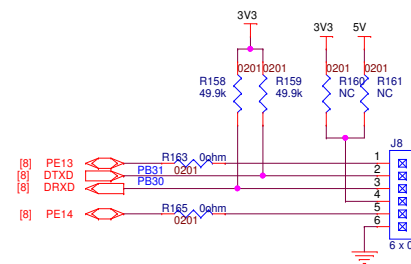 3V3
3V3 5V
0201 0201 0201 0201
R158 R159 R160 R161
49.9k 49.9k NC NC
J8
[8] PE13 R163 0ohm 1
0201
[8] DTXD PB31 2
[8] DRXD PB30 3
4
[8] PE14 R165 0ohm 5
0201
6
6 x